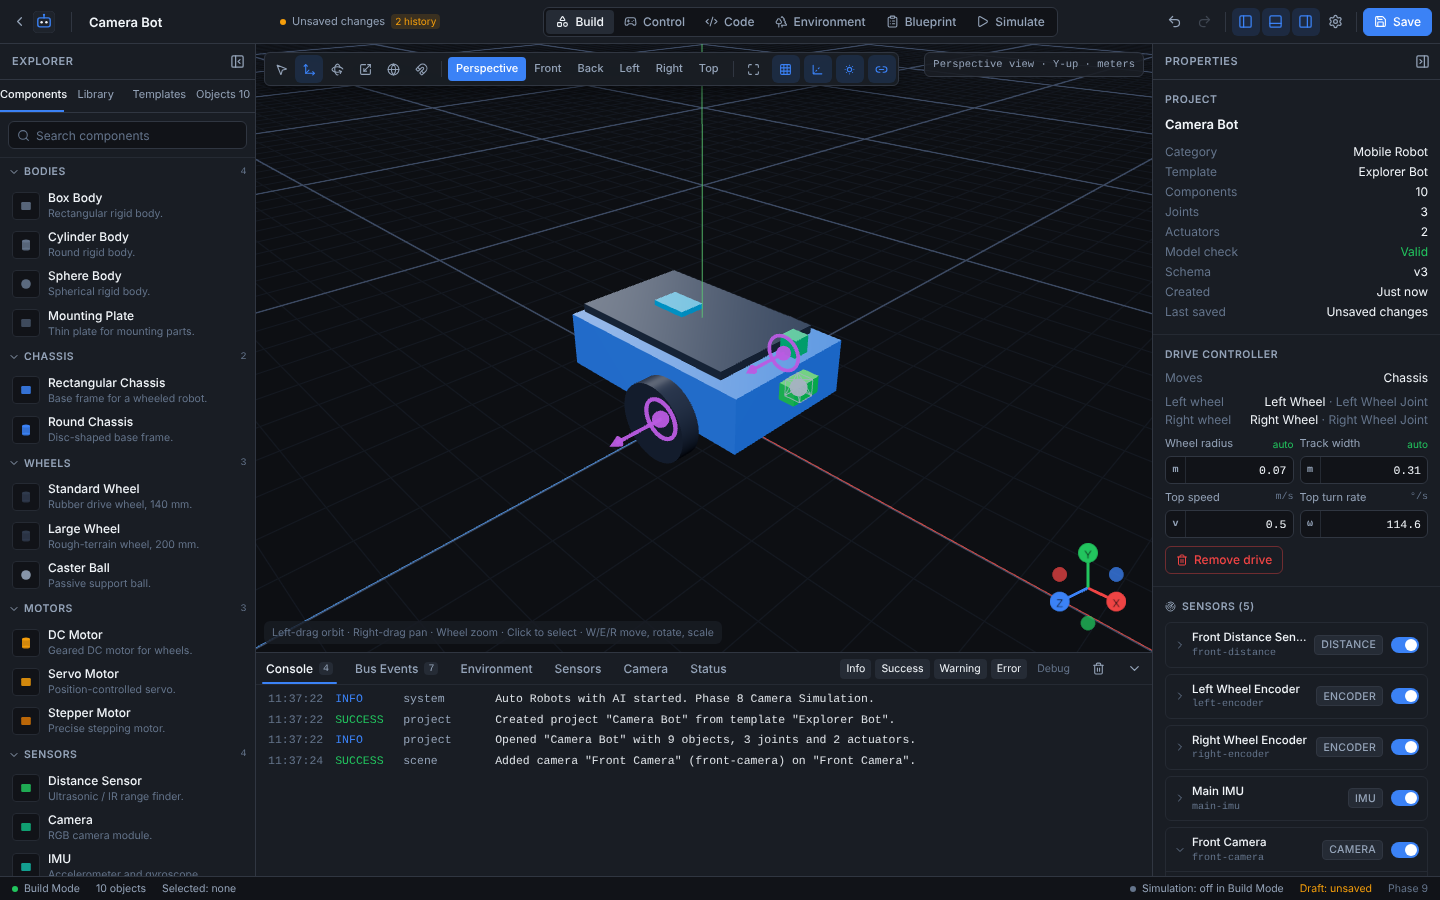 Camera Bot
Unsaved changes 2 history
Build Control Code Environment Blueprint Simulate
Save
EXPLORER
Components Library Templates Objects 10
Search components
BODIES 4
Box Body
Rectangular rigid body.
Cylinder Body
Round rigid body.
Sphere Body
Spherical rigid body.
Mounting Plate
Thin plate for mounting parts.
CHASSIS 2
Rectangular Chassis
Base frame for a wheeled robot.
Round Chassis
Disc-shaped base frame.
WHEELS 3
Standard Wheel
Rubber drive wheel, 140 mm.
Large Wheel
Rough-terrain wheel, 200 mm.
Caster Ball
Passive support ball.
MOTORS 3
DC Motor
Geared DC motor for wheels.
Servo Motor
Position-controlled servo.
Stepper Motor
Precise stepping motor.
SENSORS 4
Distance Sensor
Ultrasonic / IR range finder.
Camera
RGB camera module.
IMU
Accelerometer and gyroscope.
Perspective Front Back Left Right Top
Perspective view · Y-up · meters
Y
Z
X
Left-drag orbit · Right-drag pan · Wheel zoom · Click to select · W/E/R move, rotate, scale
Console 4 Bus Events 7 Environment Sensors Camera Status
Info Success Warning Error Debug
11:37:22 INFO system Auto Robots with AI started. Phase 8 Camera Simulation.
11:37:22 SUCCESS project Created project "Camera Bot" from template "Explorer Bot".
11:37:22 INFO project Opened "Camera Bot" with 9 objects, 3 joints and 2 actuators.
11:37:24 SUCCESS scene Added camera "Front Camera" (front-camera) on "Front Camera".
PROPERTIES
PROJECT
Camera Bot
Category Mobile Robot
Template Explorer Bot
Components 10
Joints 3
Actuators 2
Model check Valid
Schema v3
Created Just now
Last saved Unsaved changes
DRIVE CONTROLLER
Moves Chassis
Left wheel Left Wheel · Left Wheel Joint
Right wheel Right Wheel · Right Wheel Joint
Wheel radius auto Track width auto
m 0.07 m 0.31
Top speed m/s Top turn rate °/s
v 0.5 ω 114.6
Remove drive
SENSORS (5)
Front Distance Sen... DISTANCE
front-distance
Left Wheel Encoder ENCODER
left-encoder
Right Wheel Encoder ENCODER
right-encoder
Main IMU IMU
main-imu
Front Camera CAMERA
front-camera
Build Mode 10 objects Selected: none
Simulation: off in Build Mode Draft: unsaved Phase 9